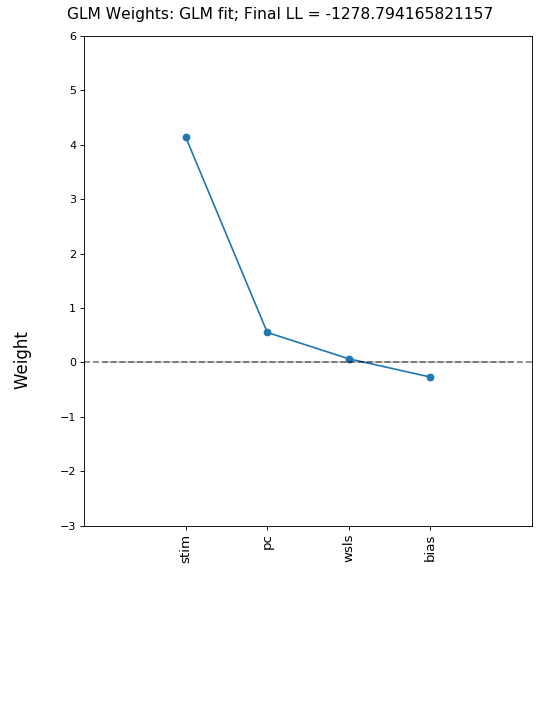 GLM Weights: GLM fit; Final LL = -1278.794165821157
6
5
4
3
2
1
0
−1
−2
−3
Weight
stim
pc
wsls
bias